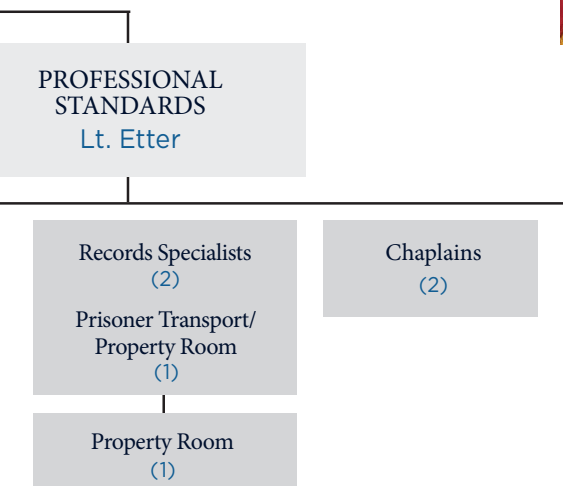 PROFESSIONAL
STANDARDS
Lt. Etter
Records Specialists
(2)
Prisoner Transport/
Property Room
(1)
Property Room
(1)
Chaplains
(2)